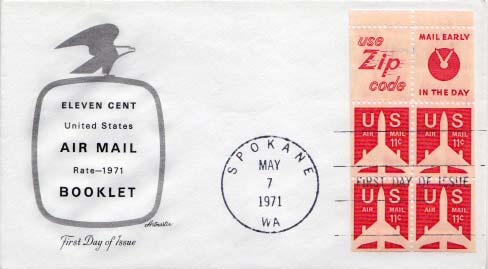 ELEVEN CENT
United States
AIR MAIL
Rate—1971
BOOKLET
Artmaster
First Day of Issue
SPOKANE
MAY
7
1971
WA
use
Zip
code
MAIL EARLY
IN THE DAY
US
AIR MAIL
11c
US
AIR MAIL
11c
FIRST DAY OF ISSUE
US
AIR MAIL
11c
US
AIR MAIL
11c